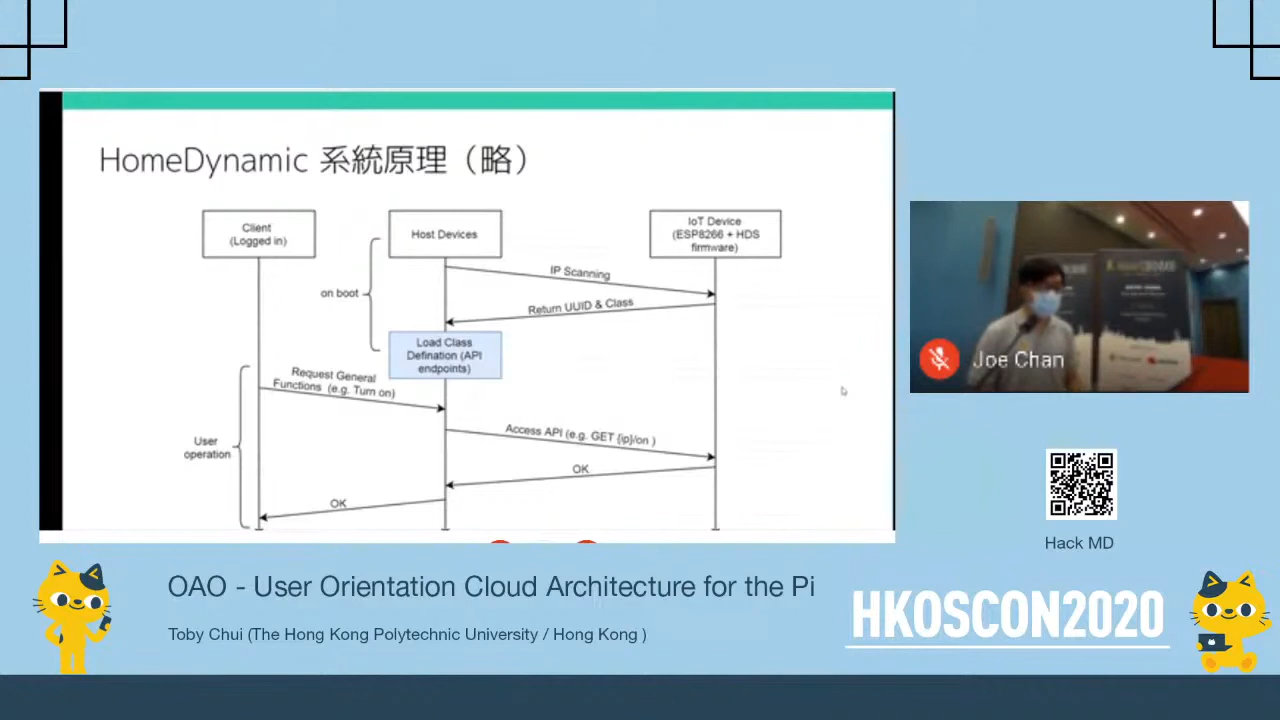 HomeDynamic 系統原理（略）
Client
(Logged in)
Host Devices
IoT Device
(ESP8266 + HDS
firmware)
on boot
IP Scanning
Return UUID & Class
Load Class
Defination (API
endpoints)
Request General
Functions (e.g. Turn on)
User
operation
Access API (e.g. GET {ip}/on )
OK
OK
Joe Chan
Hack MD
OAO - User Orientation Cloud Architecture for the Pi
Toby Chui (The Hong Kong Polytechnic University / Hong Kong )
HKOSCON2020